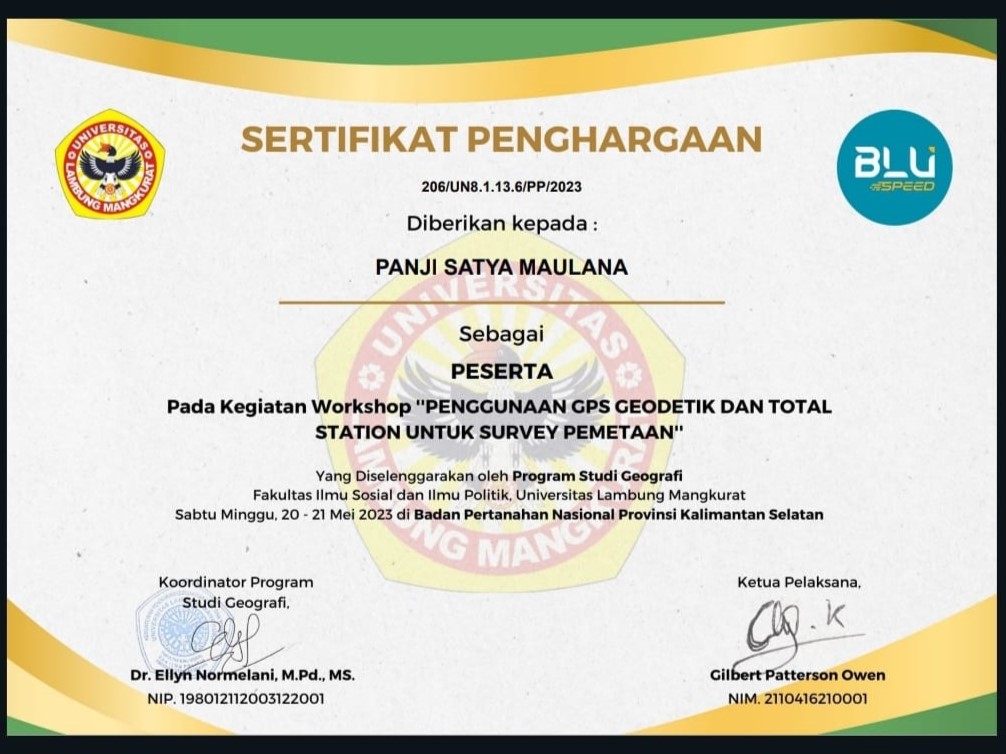 SERTIFIKAT PENGHARGAAN
UNIVERSITAS
LAMBUNG MANGKURAT
BLU
SPEED
206/UN8.1.13.6/PP/2023
Diberikan kepada :
PANJI SATYA MAULANA
Sebagai
PESERTA
Pada Kegiatan Workshop "PENGGUNAAN GPS GEODETIK DAN TOTAL
STATION UNTUK SURVEY PEMETAAN"
Yang Diselenggarakan oleh Program Studi Geografi
Fakultas Ilmu Sosial dan Ilmu Politik, Universitas Lambung Mangkurat
Sabtu Minggu, 20 - 21 Mei 2023 di Badan Pertanahan Nasional Provinsi Kalimantan Selatan
UNIVERSITAS
LAMBUNG MANGKURAT
Koordinator Program
Studi Geografi,
Dr. Ellyn Normelani, M.Pd., MS.
NIP. 198012112003122001
Ketua Pelaksana,
Gilbert Patterson Owen
NIM. 2110416210001